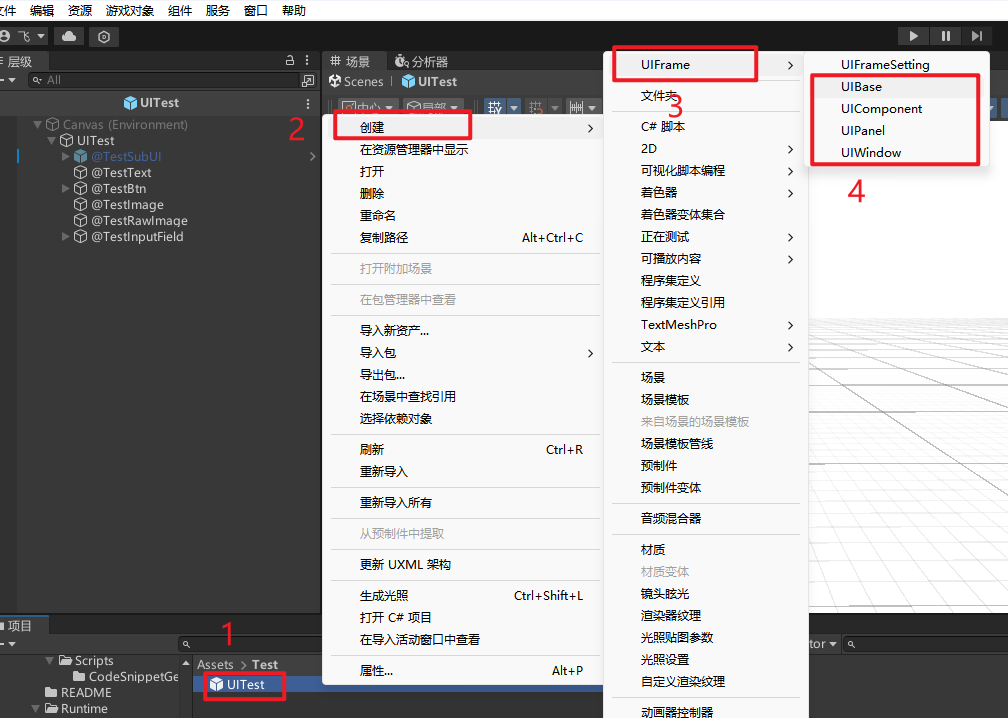 文件 编辑 资源 游戏对象 组件 服务 窗口 帮助
飞
层级
All
UITest
Canvas (Environment)
UITest
@TestSubUI
@TestText
@TestBtn
@TestImage
@TestRawImage
@TestInputField
场景 分析器
Scenes UITest
中心 局部
2
创建
在资源管理器中显示
打开
删除
重命名
复制路径 Alt+Ctrl+C
打开附加场景
在包管理器中查看
导入新资产...
导入包
导出包...
在场景中查找引用
选择依赖对象
刷新 Ctrl+R
重新导入
重新导入所有
从预制件中提取
更新 UXML 架构
生成光照 Ctrl+Shift+L
打开 C# 项目
在导入活动窗口中查看
属性... Alt+P
UIFrame
文件夹
3
C# 脚本
2D
可视化脚本编程
着色器
着色器变体集合
正在测试
可播放内容
程序集定义
程序集定义引用
TextMeshPro
文本
场景
场景模板
来自场景的场景模板
场景模板管线
预制件
预制件变体
音频混合器
材质
材质变体
镜头眩光
渲染器纹理
光照贴图参数
光照设置
自定义渲染纹理
动画器控制器
UIFrameSetting
UIBase
UIComponent
UIPanel
UIWindow
4
项目
1
tor
Scripts
CodeSnippetGe
README
Runtime
Assets > Test
UITest